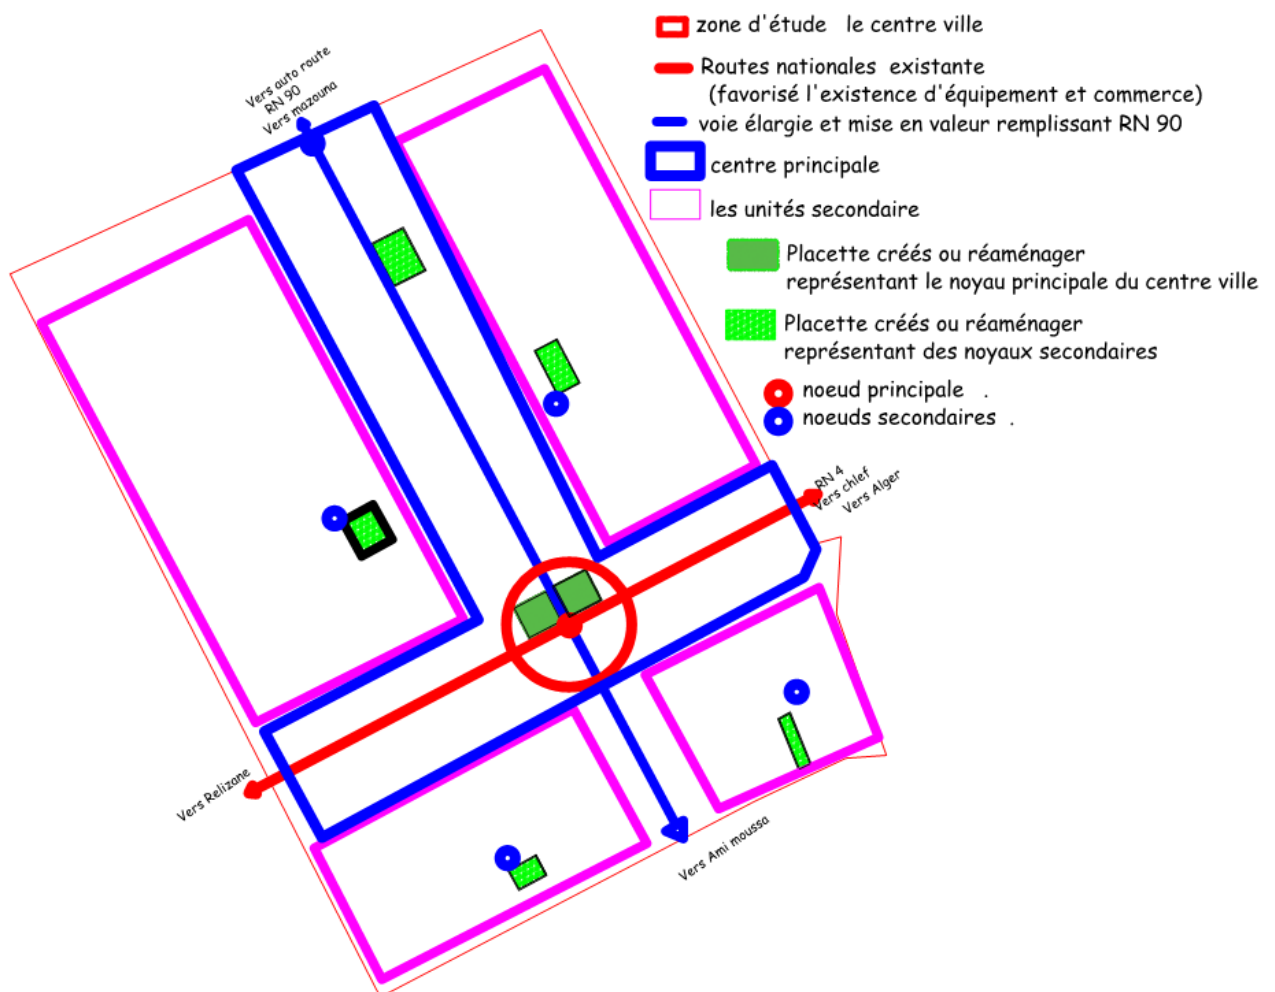 zone d'étude le centre ville
Routes nationales existante
(favorisé l'existence d'équipement et commerce)
voie élargie et mise en valeur remplissant RN 90
centre principale
les unités secondaire
Placette créés ou réaménager
représentant le noyau principale du centre ville
Placette créés ou réaménager
représentant des noyaux secondaires
noeud principale .
noeuds secondaires .
Vers auto route
RN 90
Vers mazouna
RN 4
Vers chlef
Vers Alger
Vers Relizane
Vers Ami moussa